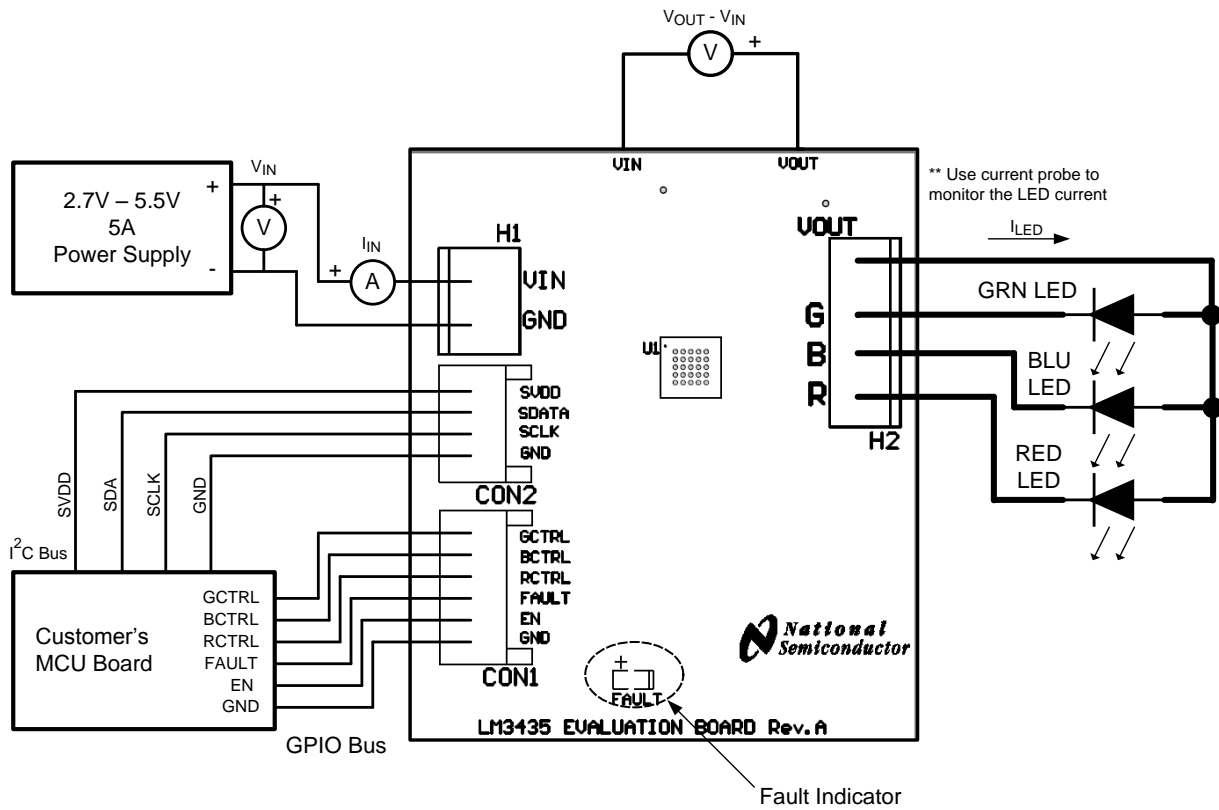 VOUT - VIN
V
+
VIN
VOUT
** Use current probe to
monitor the LED current
ILED
2.7V – 5.5V
5A
Power Supply
+
-
VIN
+
V
IIN
+
A
H1
VIN
GND
VOUT
G
B
R
H2
GRN LED
BLU
LED
RED
LED
U1
SVDD
SDATA
SCLK
GND
CON2
SVDD
SDA
SCLK
GND
I2C Bus
GCTRL
BCTRL
RCTRL
FAULT
EN
GND
CON1
Customer's
MCU Board
GCTRL
BCTRL
RCTRL
FAULT
EN
GND
GPIO Bus
National
Semiconductor
+
FAULT
LM3435 EVALUATION BOARD Rev.A
Fault Indicator